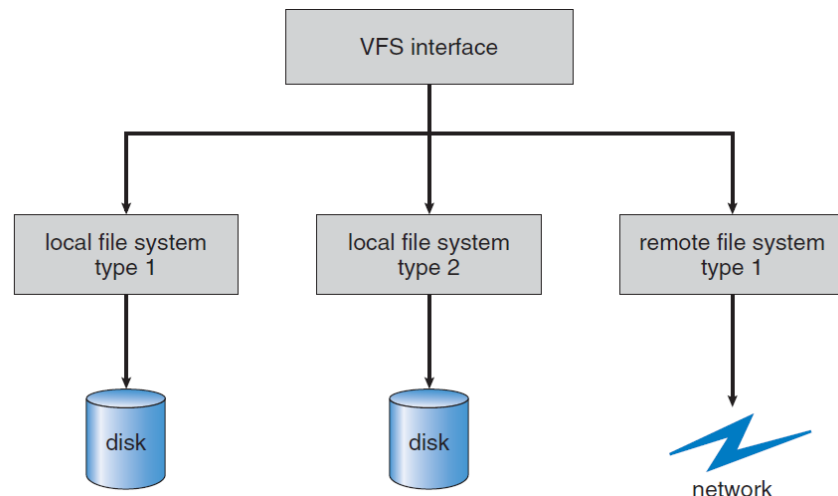 VFS interface
local file system
type 1
local file system
type 2
remote file system
type 1
disk
disk
network